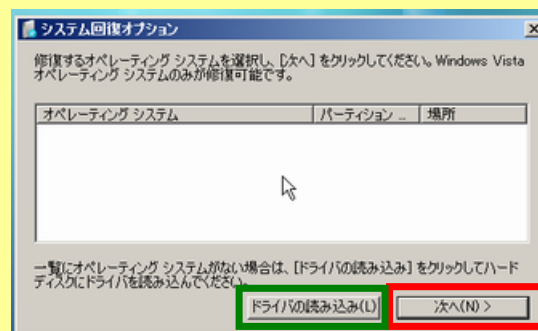 システム回復オプション
修復するオペレーティング システムを選択し、[次へ] をクリックしてください。Windows Vista
オペレーティング システムのみが修復可能です。
オペレーティング システム パーティション ... 場所
一覧にオペレーティング システムがない場合は、[ドライバの読み込み] をクリックしてハード
ディスクにドライバを読み込んでください。
ドライバの読み込み(L) 次へ(N) >